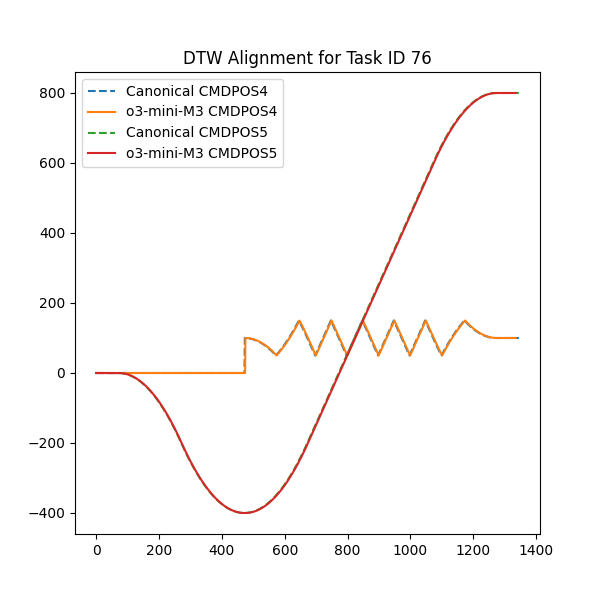 DTW Alignment for Task ID 76
Canonical CMDPOS4
o3-mini-M3 CMDPOS4
Canonical CMDPOS5
o3-mini-M3 CMDPOS5
800
600
400
200
0
−200
−400
0 200 400 600 800 1000 1200 1400